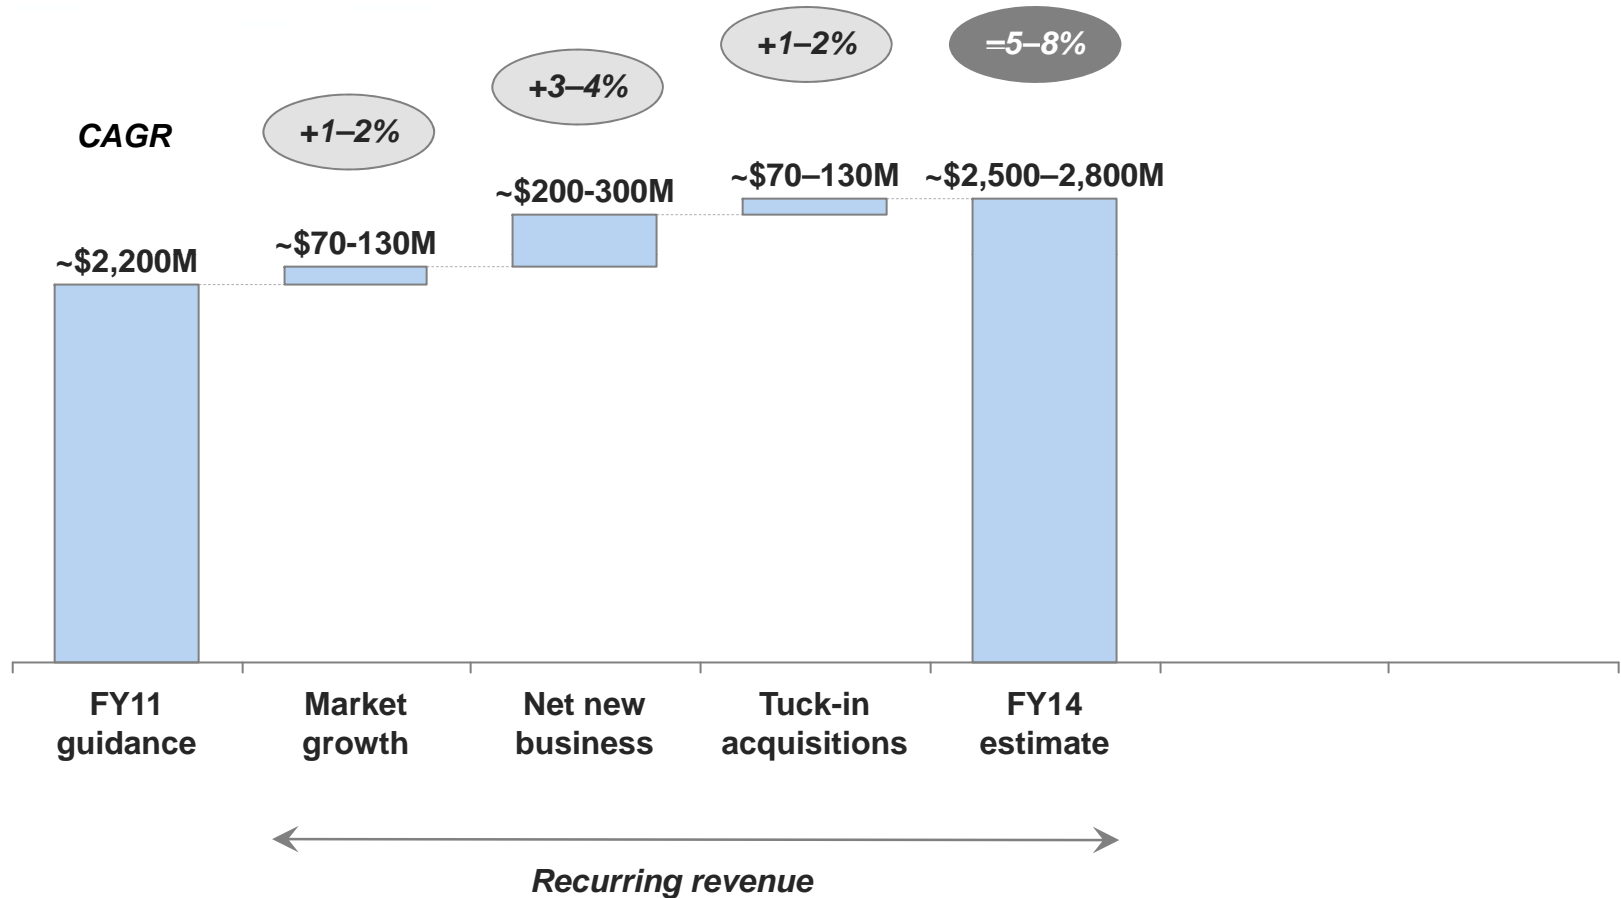 +1–2%
=5–8%
+3–4%
+1–2%
CAGR
~$70–130M
~$2,500–2,800M
~$200-300M
~$70-130M
~$2,200M
FY11
guidance
Market
growth
Net new
business
Tuck-in
acquisitions
FY14
estimate
Recurring revenue